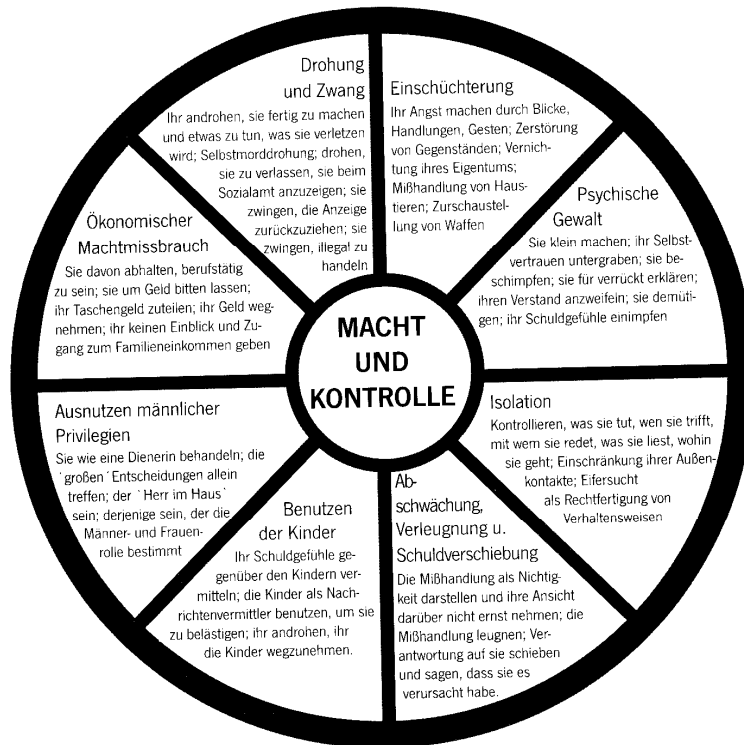 Drohung
und Zwang
Ihr androhen, sie fertig zu machen
und etwas zu tun, was sie verletzen
wird; Selbstmorddrohung; drohen,
sie zu verlassen, sie beim
Sozialamt anzuzeigen; sie
zwingen, die Anzeige
zurückzuziehen; sie
zwingen, illegal zu
handeln
Einschüchterung
Ihr Angst machen durch Blicke,
Handlungen, Gesten; Zerstörung
von Gegenständen; Vernich-
tung ihres Eigentums;
Mißhandlung von Haus-
tieren; Zurschaustel-
lung von Waffen
Psychische
Gewalt
Sie klein machen; ihr Selbst-
vertrauen untergraben; sie be-
schimpfen; sie für verrückt erklären;
ihren Verstand anzweifeln; sie demüti-
gen; ihr Schuldgefühle einimpfen
Isolation
Kontrollieren, was sie tut, wen sie trifft,
mit wem sie redet, was sie liest, wohin
sie geht; Einschränkung ihrer Außen-
kontakte; Eifersucht
als Rechtfertigung von
Verhaltensweisen
Ab-
schwächung,
Verleugnung u.
Schuldverschiebung
Die Mißhandlung als Nichtig-
keit darstellen und ihre Ansicht
darüber nicht ernst nehmen; die
Mißhandlung leugnen; Ver-
antwortung auf sie schieben
und sagen, dass sie es
verursacht habe.
Benutzen
der Kinder
Ihr Schuldgefühle ge-
genüber den Kindern ver-
mitteln; die Kinder als Nach-
richtenvermittler benutzen, um sie
zu belästigen; ihr androhen, ihr
die Kinder wegzunehmen.
Ausnutzen männlicher
Privilegien
Sie wie eine Dienerin behandeln; die
´großen´Entscheidungen allein
treffen; der ´Herr im Haus´
sein; derjenige sein, der die
Männer- und Frauen-
rolle bestimmt
Ökonomischer
Machtmissbrauch
Sie davon abhalten, berufstätig
zu sein; sie um Geld bitten lassen;
ihr Taschengeld zuteilen; ihr Geld weg-
nehmen; ihr keinen Einblick und Zu-
gang zum Familieneinkommen geben
MACHT
UND
KONTROLLE